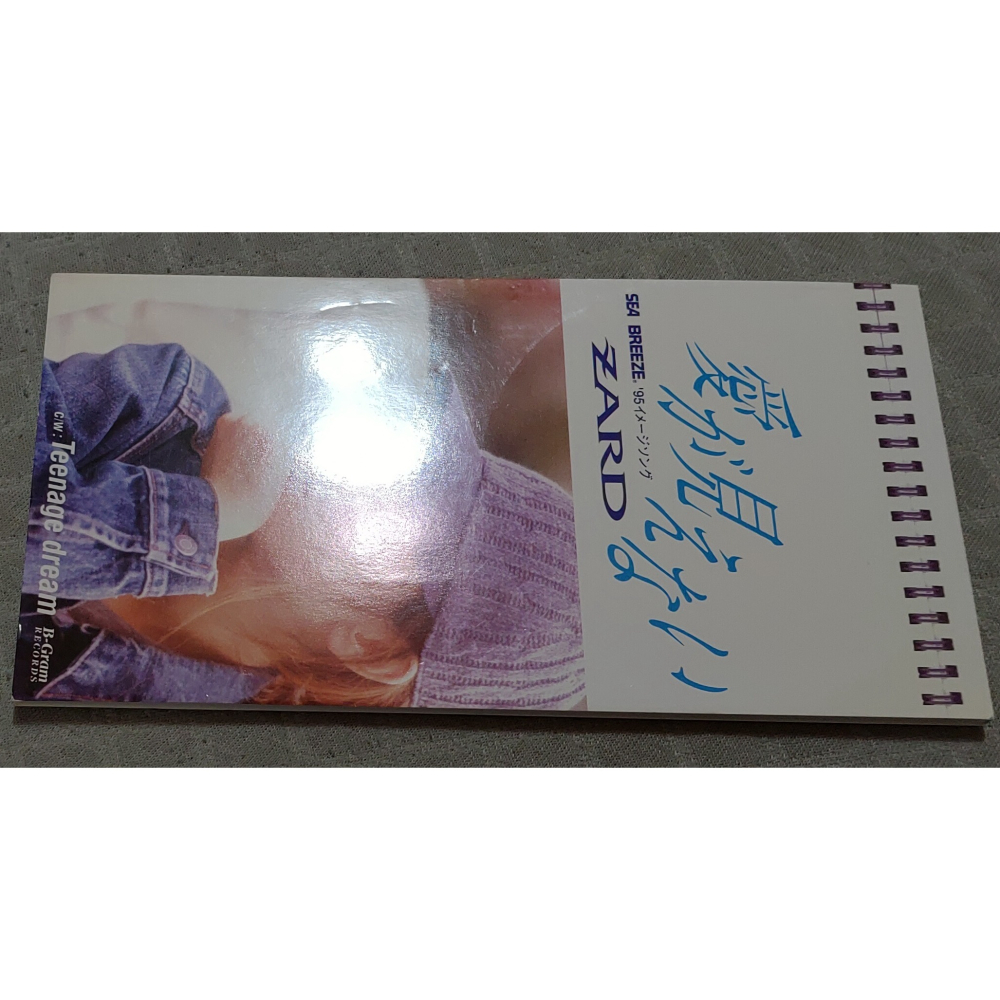 愛が見えない
ZARD
SEA BREEZE® '95イメージソング
C/W: Teenage dream
B-Gram
RECORDS